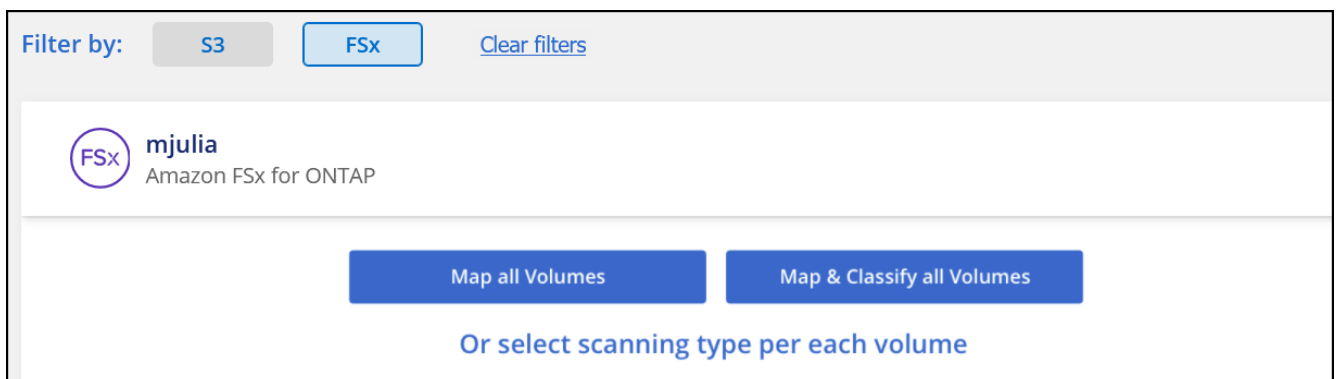 Filter by: S3 FSx Clear filters
FSx
mjulia
Amazon FSx for ONTAP
Map all Volumes Map & Classify all Volumes
Or select scanning type per each volume